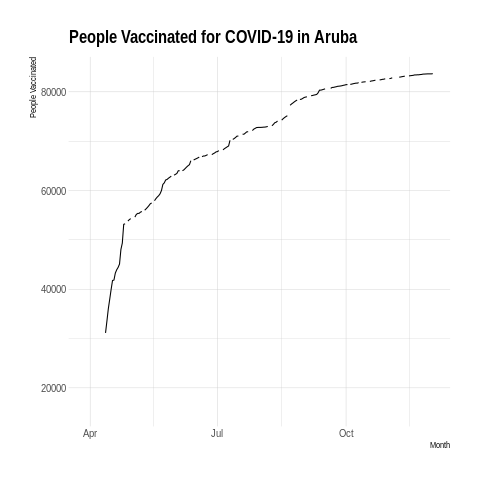 People Vaccinated for COVID-19 in Aruba
People Vaccinated
80000
60000
40000
20000
Apr
Jul
Oct
Month